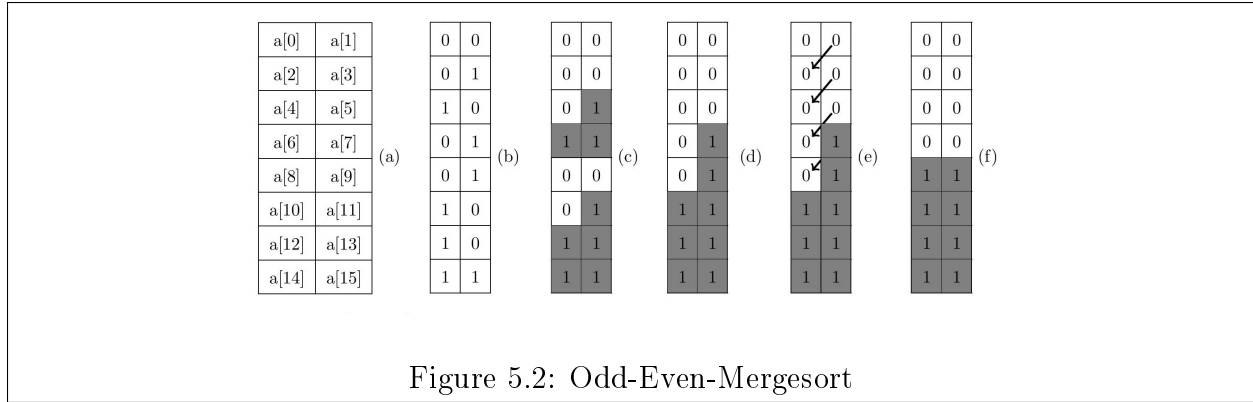 a[0] a[1] 0 0 0 0 0 0 0 0 0 0
a[2] a[3] 0 1 0 0 0 0 0 0 0 0
a[4] a[5] 1 0 0 1 0 0 0 0 0 0
a[6] a[7] 0 1 1 1 0 1 0 1 0 0
(a) (b) (c) (d) (e) (f)
a[8] a[9] 0 1 0 0 0 1 0 1 1 1
a[10] a[11] 1 0 0 1 1 1 1 1 1 1
a[12] a[13] 1 0 1 1 1 1 1 1 1 1
a[14] a[15] 1 1 1 1 1 1 1 1 1 1
Figure 5.2: Odd-Even-Mergesort